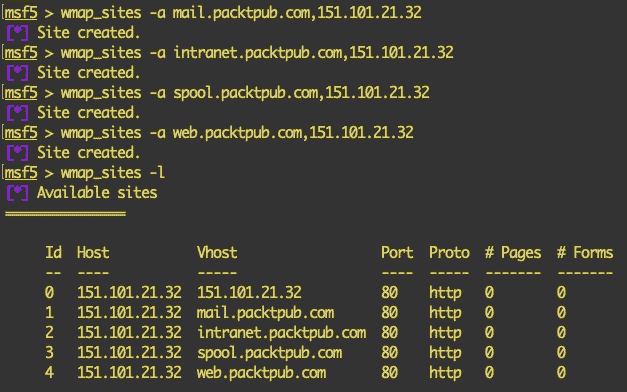 msf5 > wmap_sites -a mail.packtpub.com,151.101.21.32
[*] Site created.
msf5 > wmap_sites -a intranet.packtpub.com,151.101.21.32
[*] Site created.
msf5 > wmap_sites -a spool.packtpub.com,151.101.21.32
[*] Site created.
msf5 > wmap_sites -a web.packtpub.com,151.101.21.32
[*] Site created.
msf5 > wmap_sites -l
[*] Available sites
===============
Id  Host           Vhost                  Port  Proto  # Pages  # Forms
--  ----           -----                  ----  -----  -------  -------
0   151.101.21.32  151.101.21.32          80    http   0        0
1   151.101.21.32  mail.packtpub.com      80    http   0        0
2   151.101.21.32  intranet.packtpub.com  80    http   0        0
3   151.101.21.32  spool.packtpub.com     80    http   0        0
4   151.101.21.32  web.packtpub.com       80    http   0        0